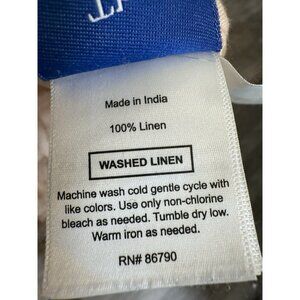 Made in India
100% Linen
WASHED LINEN
Machine wash cold gentle cycle with
like colors. Use only non-chlorine
bleach as needed. Tumble dry low.
Warm iron as needed.
RN# 86790